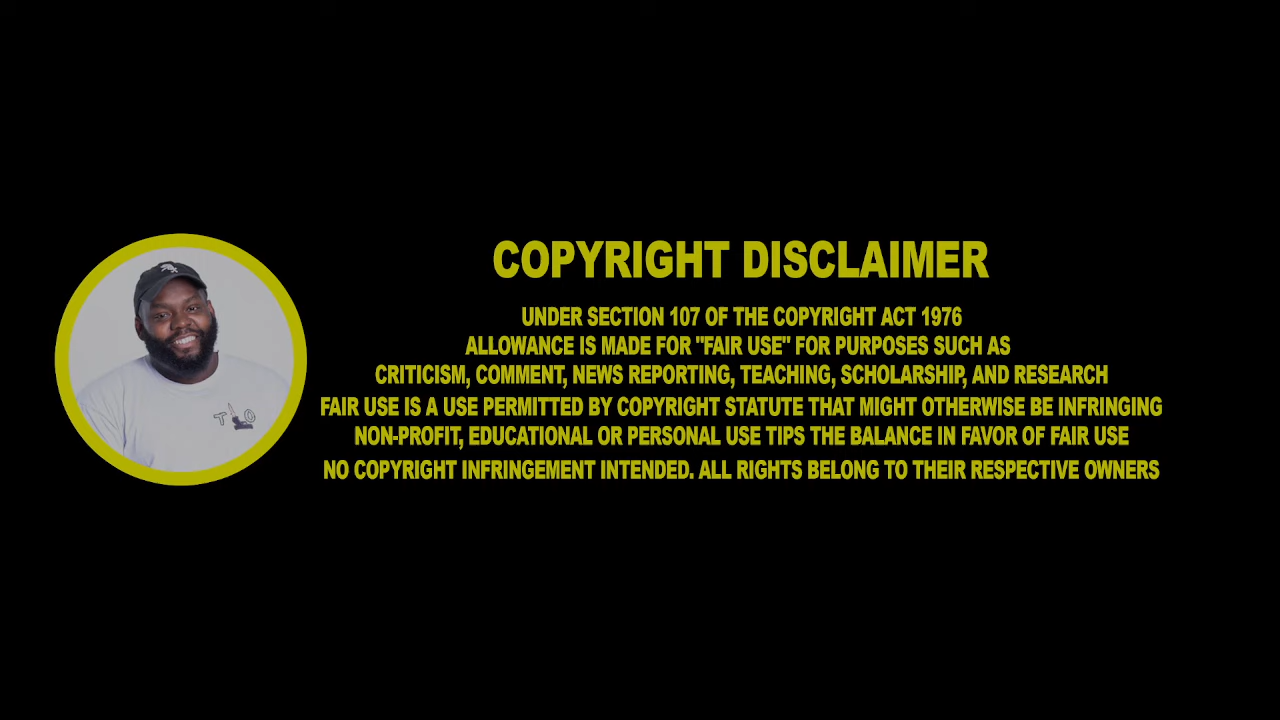 COPYRIGHT DISCLAIMER
UNDER SECTION 107 OF THE COPYRIGHT ACT 1976
ALLOWANCE IS MADE FOR "FAIR USE" FOR PURPOSES SUCH AS
CRITICISM, COMMENT, NEWS REPORTING, TEACHING, SCHOLARSHIP, AND RESEARCH
FAIR USE IS A USE PERMITTED BY COPYRIGHT STATUTE THAT MIGHT OTHERWISE BE INFRINGING
NON-PROFIT, EDUCATIONAL OR PERSONAL USE TIPS THE BALANCE IN FAVOR OF FAIR USE
NO COPYRIGHT INFRINGEMENT INTENDED. ALL RIGHTS BELONG TO THEIR RESPECTIVE OWNERS